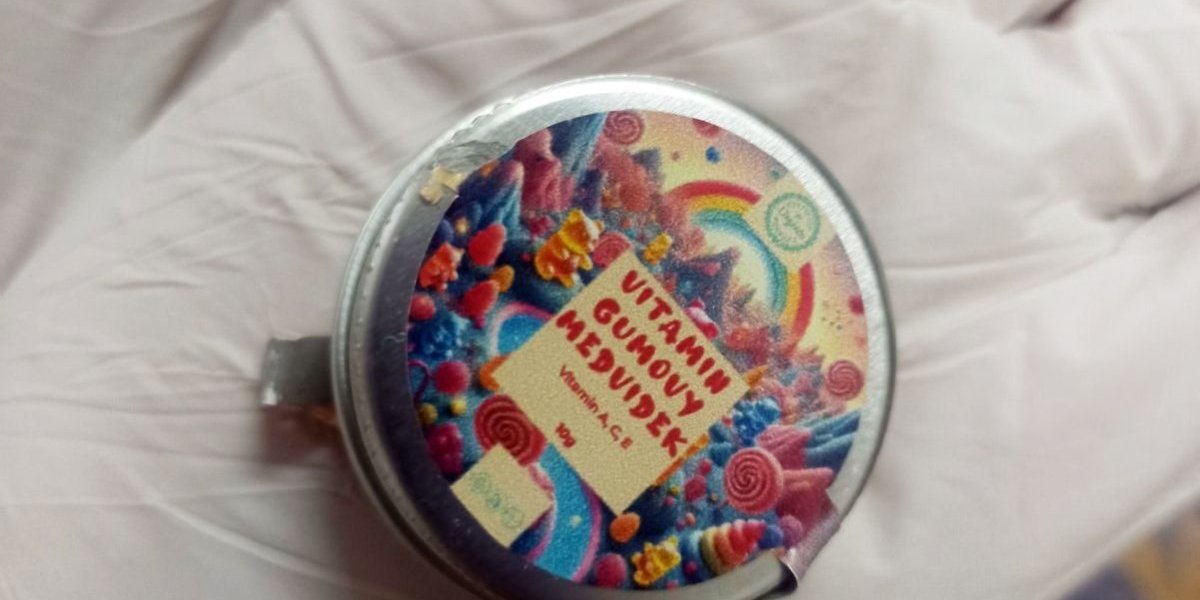 VITAMIN
GUMOVY
MEDVIDEK
Vitamin A, C, E
10g